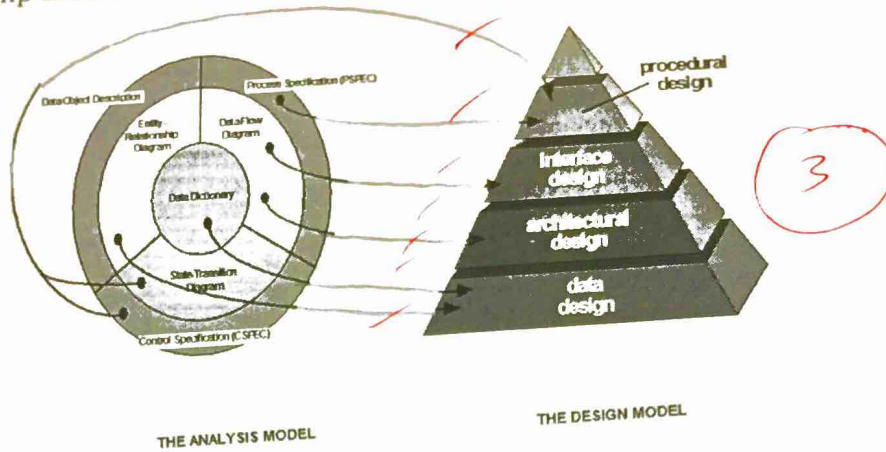 Data Object Description
Process Specification (PSPEC)
Entity-
Relationship
Diagram
Data Flow
Diagram
Data Dictionary
State-Transition
Diagram
Control Specification (CSPEC)
procedural
design
interface
design
architectural
design
data
design
3
THE ANALYSIS MODEL
THE DESIGN MODEL